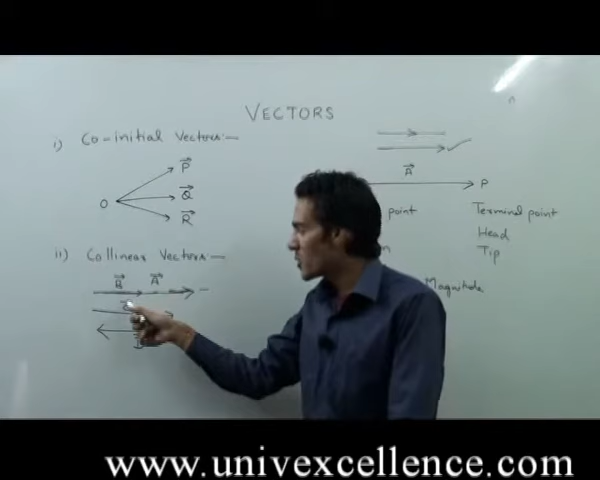 VECTORS
i) Co-initial Vectors:-
P
O
Q
R
A
P
point
Terminal point
Head
Tip
ii) Collinear Vectors:-
B A
Magnitude
www.univexcellence.com